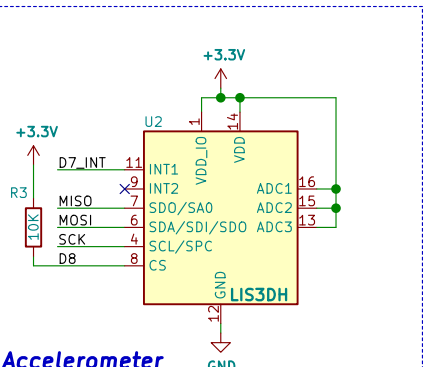 +3.3V
U2
1
14
+3.3V
VDD_IO
VDD
D7_INT
11
INT1
9
INT2
ADC1
16
R3
MISO
7
SDO/SA0
ADC2
15
10K
MOSI
6
SDA/SDI/SDO
ADC3
13
SCK
4
SCL/SPC
D8
8
CS
GND
LIS3DH
12
Accelerometer
GND